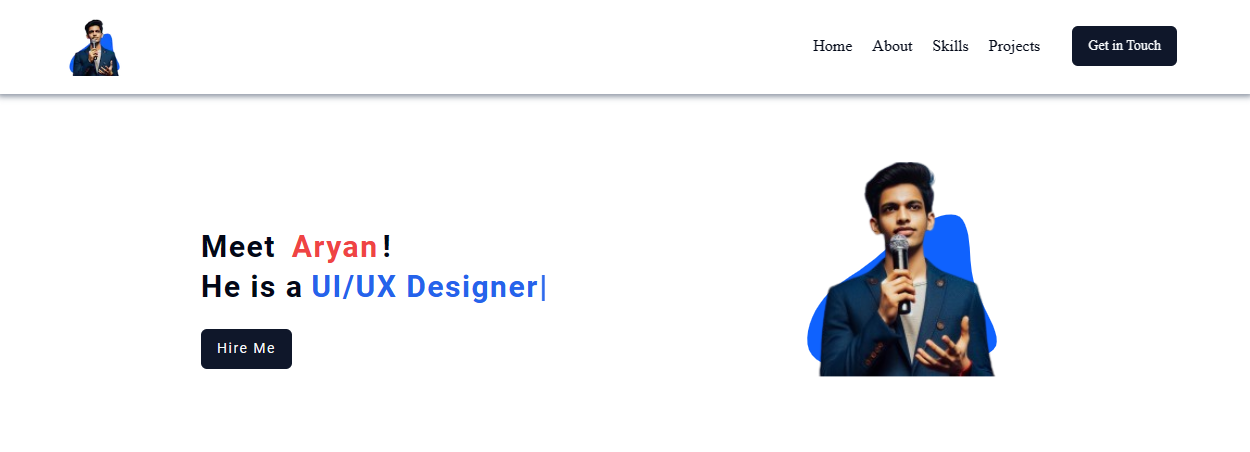 Home About Skills Projects Get in Touch
Meet Aryan !
He is a UI/UX Designer|
Hire Me